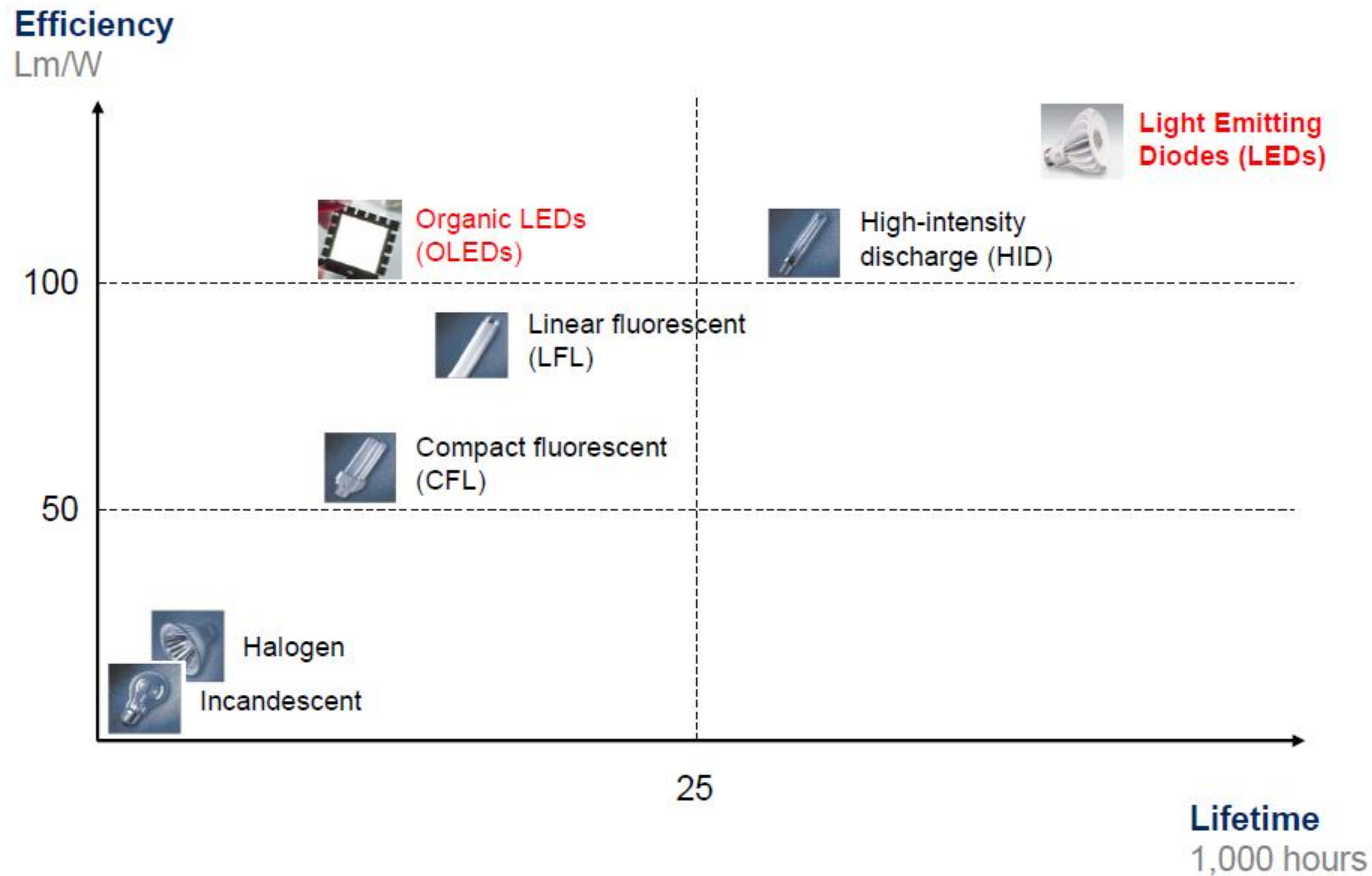 Efficiency
Lm/W
Light Emitting
Diodes (LEDs)
Organic LEDs
(OLEDs)
High-intensity
discharge (HID)
100
Linear fluorescent
(LFL)
Compact fluorescent
(CFL)
50
Halogen
Incandescent
25
Lifetime
1,000 hours